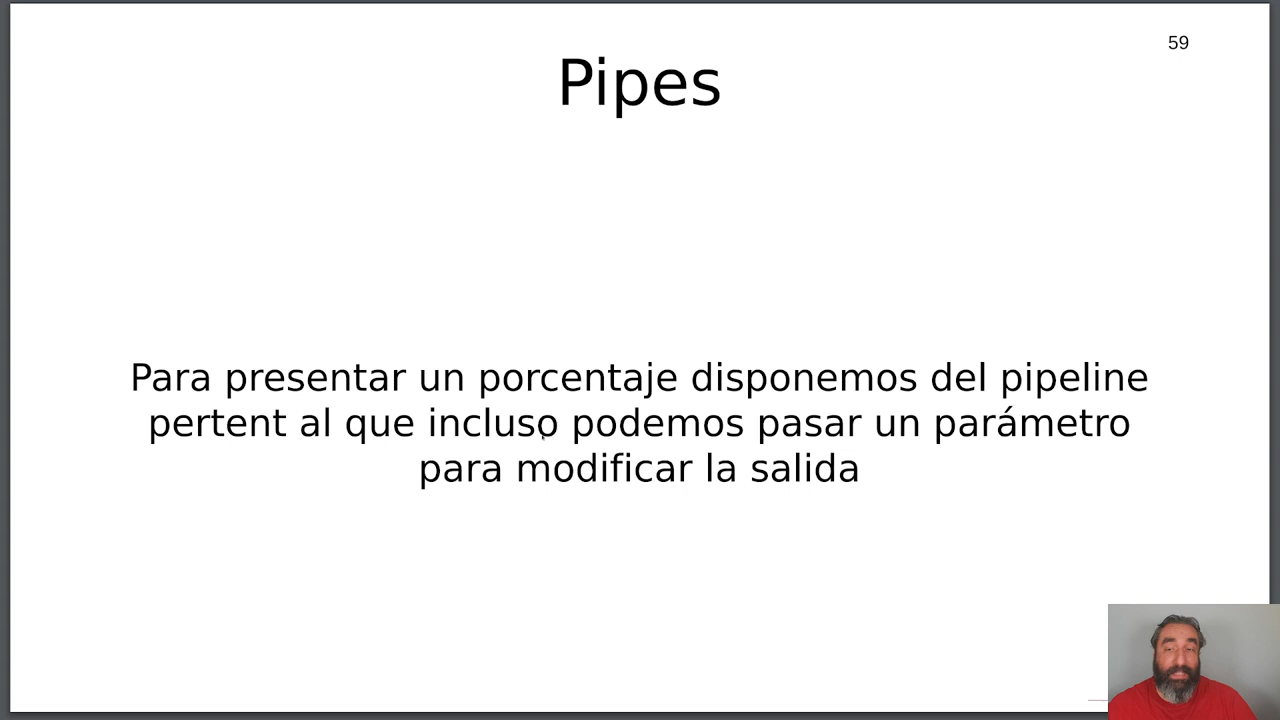 59
Pipes
Para presentar un porcentaje disponemos del pipeline
pertent al que incluso podemos pasar un parámetro
para modificar la salida